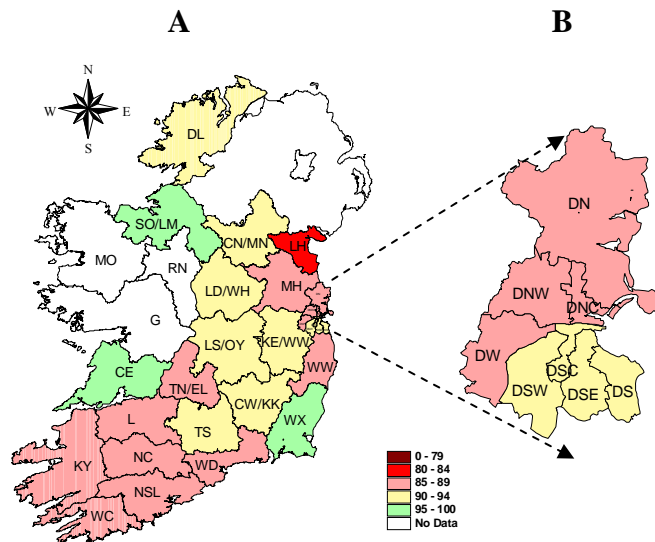 A
B
N
W E
S
DL
SO/LM
CN/MN
LH
MO
RN
LD/WH
MH
G
LS/OY
KE/WW
CE
TN/EL
WW
CW/KK
L
TS
WX
KY
NC
WD
NSL
WC
DN
DNW
DNC
DW
DSC
DSW
DSE
DS
0 - 79
80 - 84
85 - 89
90 - 94
95 - 100
No Data